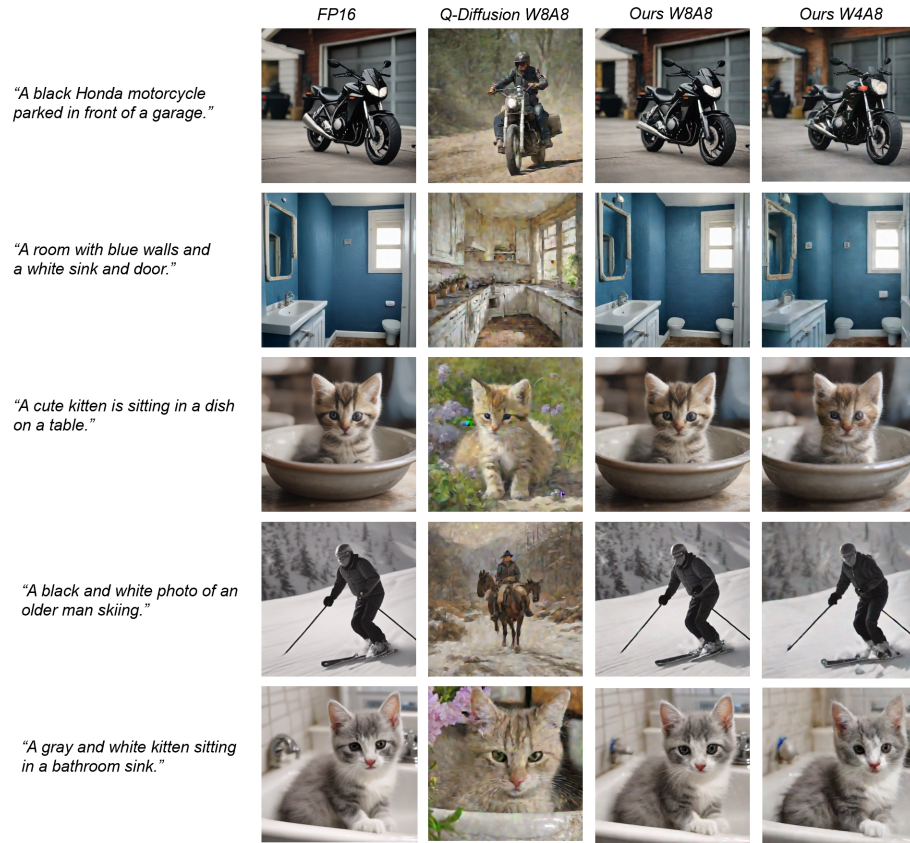 FP16 Q-Diffusion W8A8 Ours W8A8 Ours W4A8
“A black Honda motorcycle
parked in front of a garage.”
“A room with blue walls and
a white sink and door.”
“A cute kitten is sitting in a dish
on a table.”
“A black and white photo of an
older man skiing.”
“A gray and white kitten sitting
in a bathroom sink.”